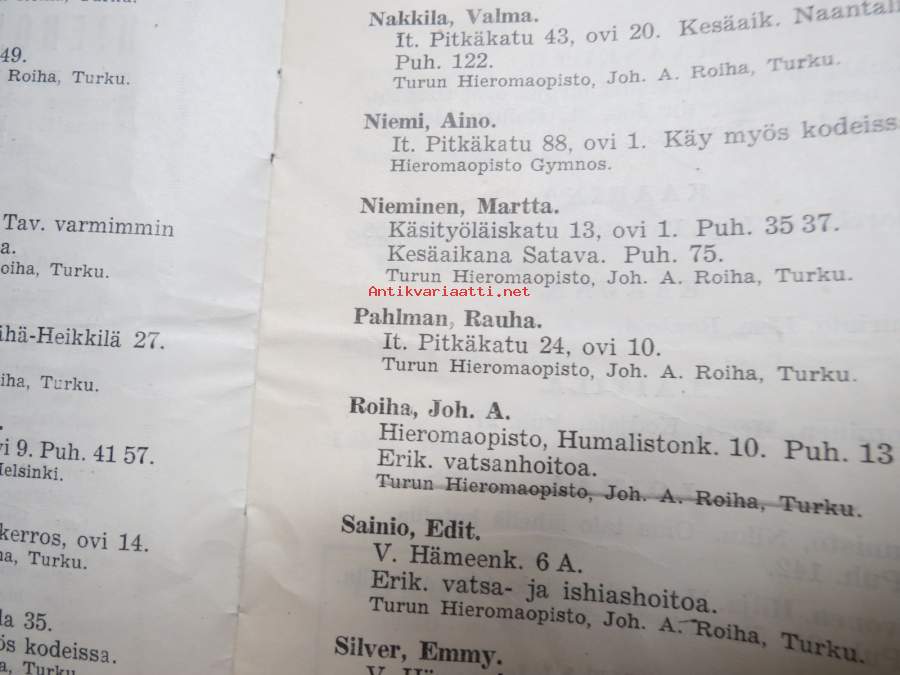 49.
Roiha, Turku.
Tav. varmimmin
a.
oiha, Turku.
ihä-Heikkilä 27.
iha, Turku.
vi 9. Puh. 41 57.
Helsinki.
kerros, ovi 14.
ha, Turku.
la 35.
ös kodeissa.
a, Turku.
Nakkila, Valma.
It. Pitkäkatu 43, ovi 20. Kesäaik. Naantali
Puh. 122.
Turun Hieromaopisto, Joh. A. Roiha, Turku.
Niemi, Aino.
It. Pitkäkatu 88, ovi 1. Käy myös kodeiss
Hieromaopisto Gymnos.
Nieminen, Martta.
Käsityöläiskatu 13, ovi 1. Puh. 35 37.
Kesäaikana Satava. Puh. 75.
Turun Hieromaopisto, Joh. A. Roiha, Turku.
Antikvariaatti.net
Pahlman, Rauha.
It. Pitkäkatu 24, ovi 10.
Turun Hieromaopisto, Joh. A. Roiha, Turku.
Roiha, Joh. A.
Hieromaopisto, Humalistonk. 10. Puh. 13
Erik. vatsanhoitoa.
Turun Hieromaopisto, Joh. A. Roiha, Turku.
Sainio, Edit.
V. Hämeenk. 6 A.
Erik. vatsa- ja ishiashoitoa.
Turun Hieromaopisto, Joh. A. Roiha, Turku.
Silver, Emmy.